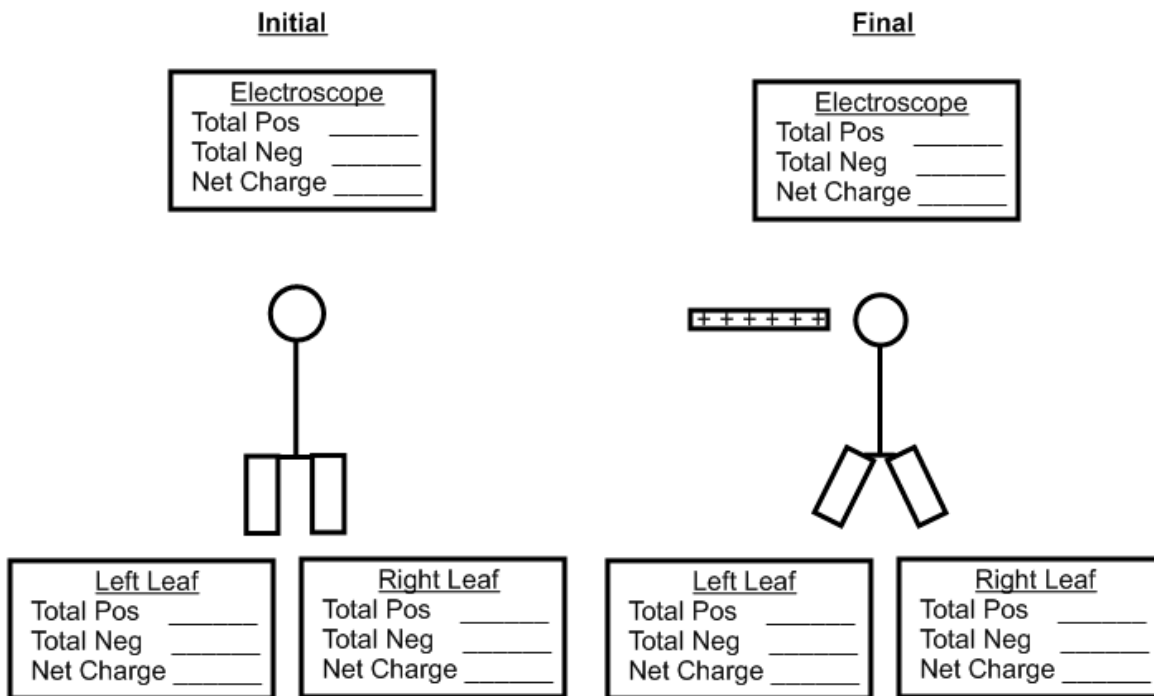 Initial
Final
Electroscope
Total Pos ______
Total Neg ______
Net Charge ______
Electroscope
Total Pos ______
Total Neg ______
Net Charge ______
+ + + + + +
Left Leaf
Total Pos ______
Total Neg ______
Net Charge ______
Right Leaf
Total Pos ______
Total Neg ______
Net Charge ______
Left Leaf
Total Pos ______
Total Neg ______
Net Charge ______
Right Leaf
Total Pos ______
Total Neg ______
Net Charge ______